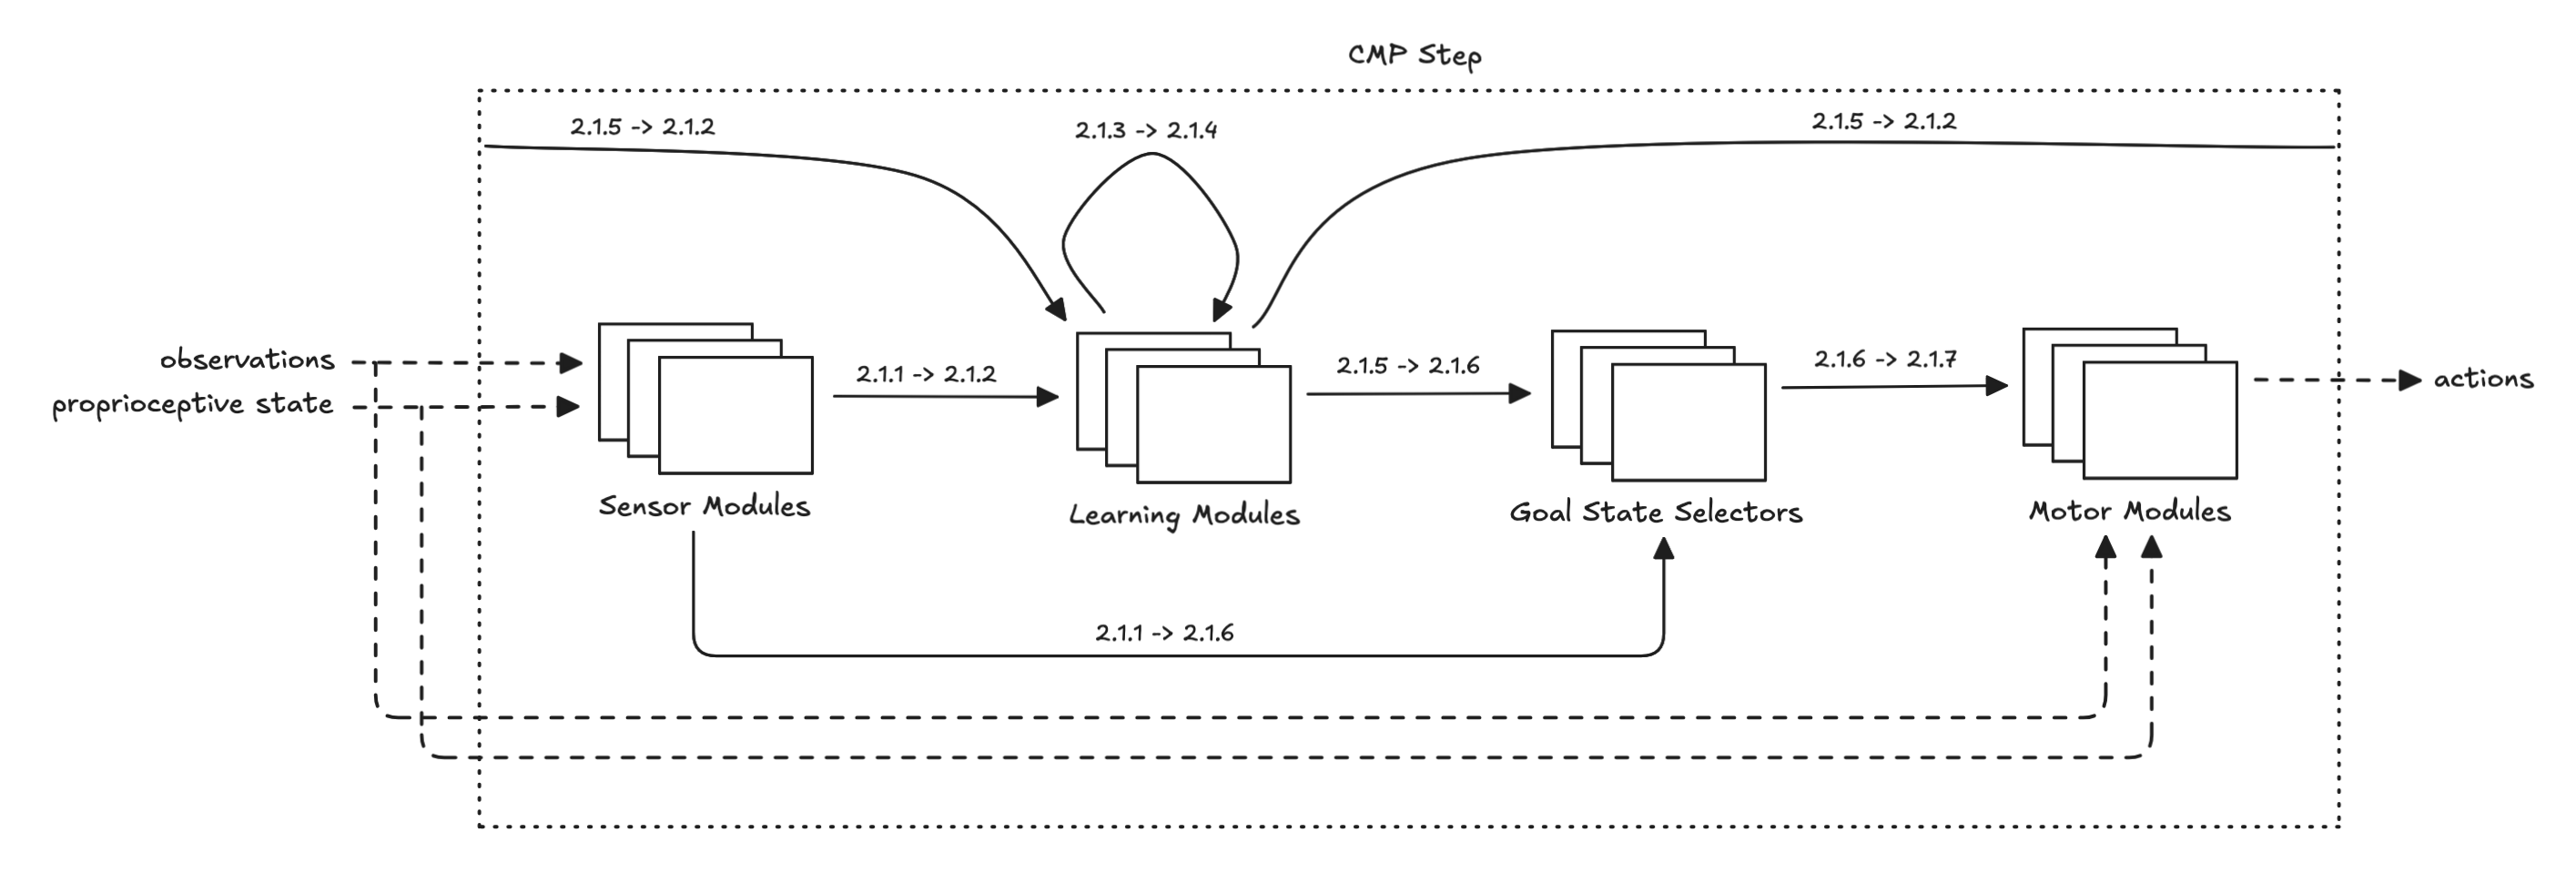 CMP Step
2.1.5 -> 2.1.2
2.1.3 -> 2.1.4
2.1.5 -> 2.1.2
observations
proprioceptive state
2.1.1 -> 2.1.2
2.1.5 -> 2.1.6
2.1.6 -> 2.1.7
actions
Sensor Modules
Learning Modules
Goal State Selectors
Motor Modules
2.1.1 -> 2.1.6